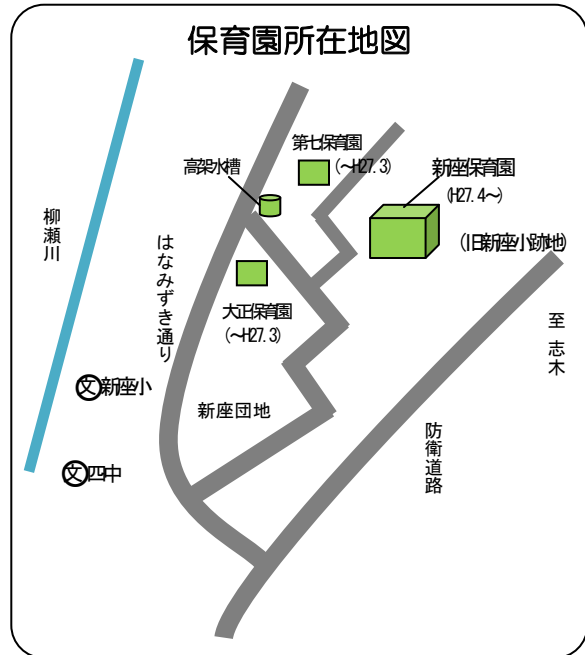 保育園所在地図
第七保育園
(～H27.3)
高架水槽
新座保育園
(H27.4～)
(旧新座小跡地)
柳瀬川
はなみずき通り
大正保育園
(～H27.3)
至 志木
文新座小
新座団地
防衛道路
文四中